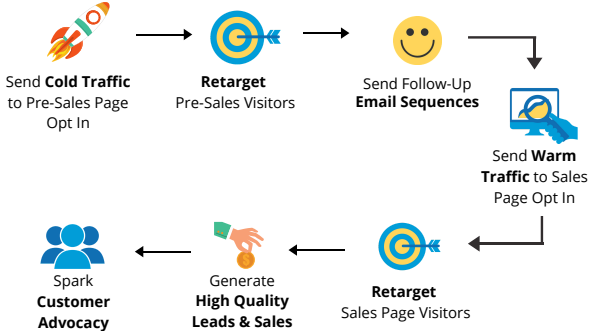 Send Cold Traffic
to Pre-Sales Page
Opt In
Retarget
Pre-Sales Visitors
Send Follow-Up
Email Sequences
Send Warm
Traffic to Sales
Page Opt In
Retarget
Sales Page Visitors
Generate
High Quality
Leads & Sales
Spark
Customer
Advocacy